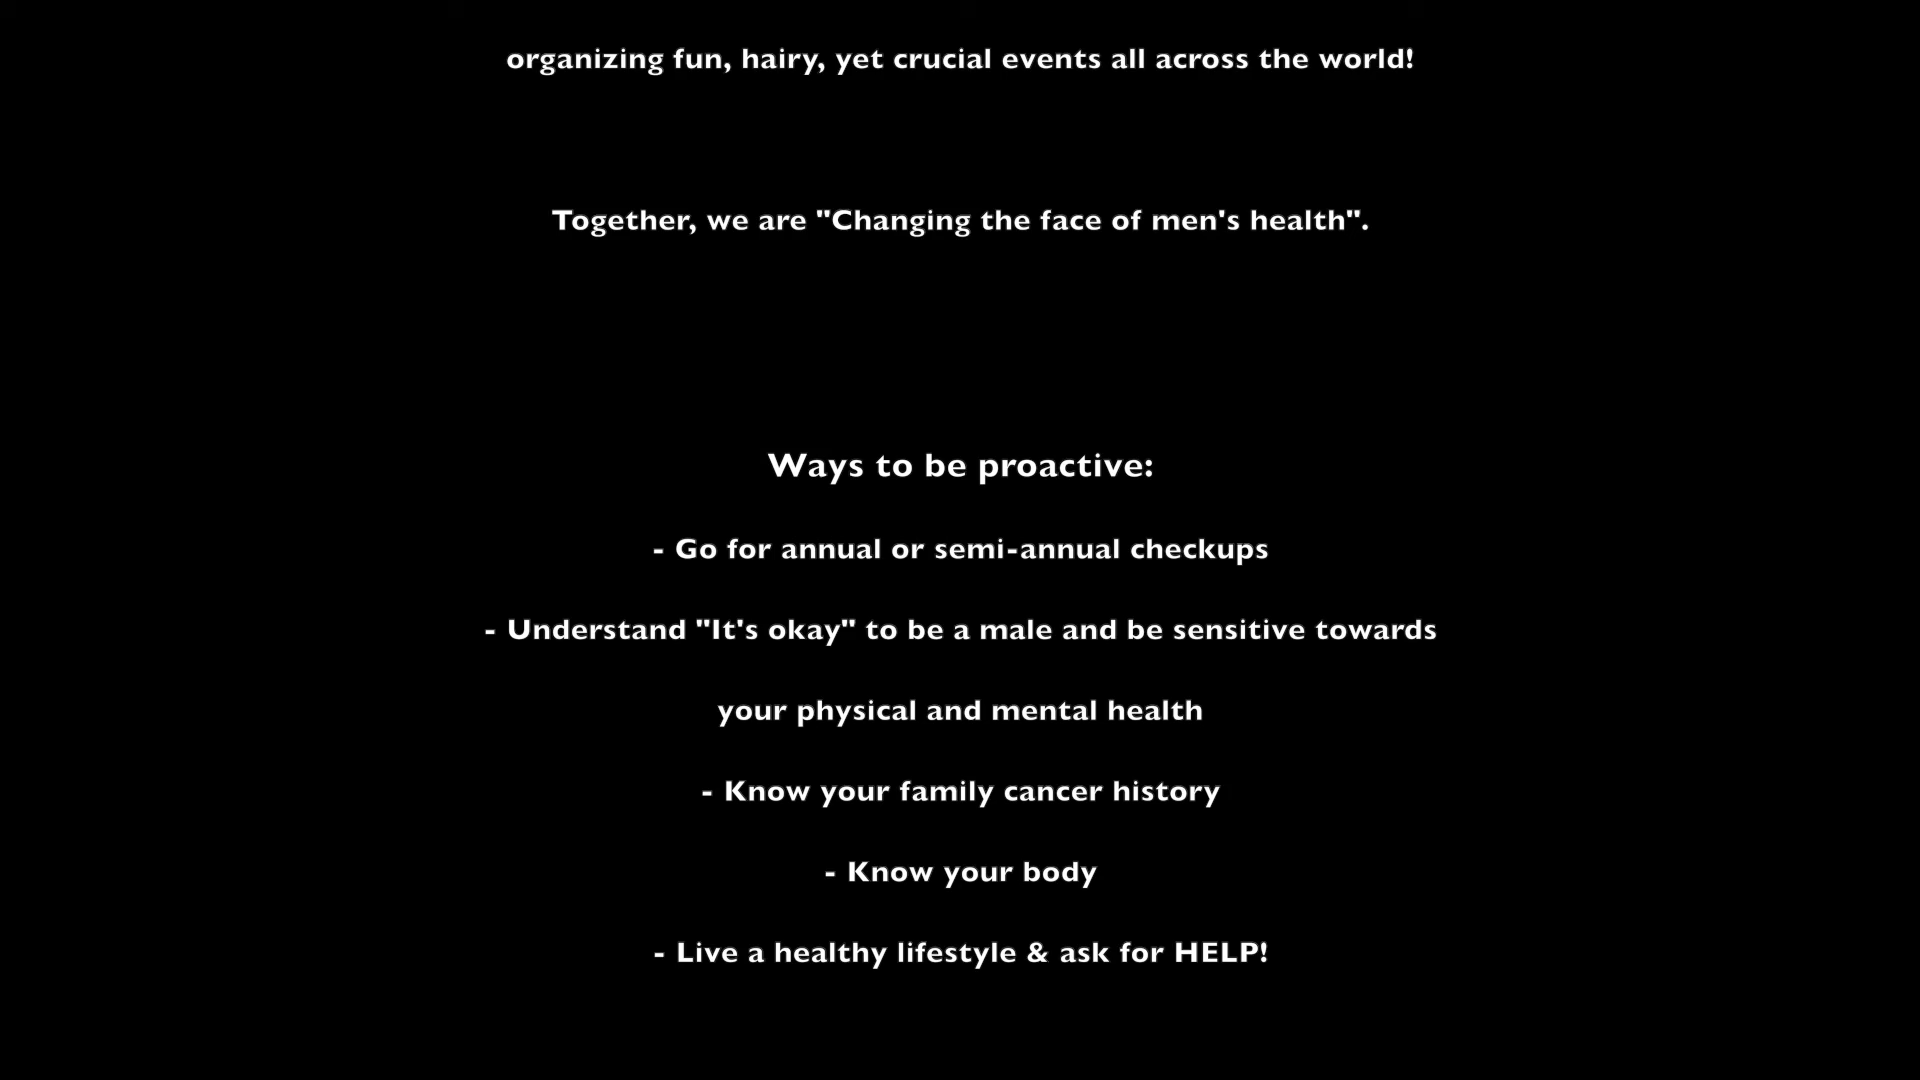 organizing fun, hairy, yet crucial events all across the world!
Together, we are "Changing the face of men's health".
Ways to be proactive:
- Go for annual or semi-annual checkups
- Understand "It's okay" to be a male and be sensitive towards
your physical and mental health
- Know your family cancer history
- Know your body
- Live a healthy lifestyle & ask for HELP!